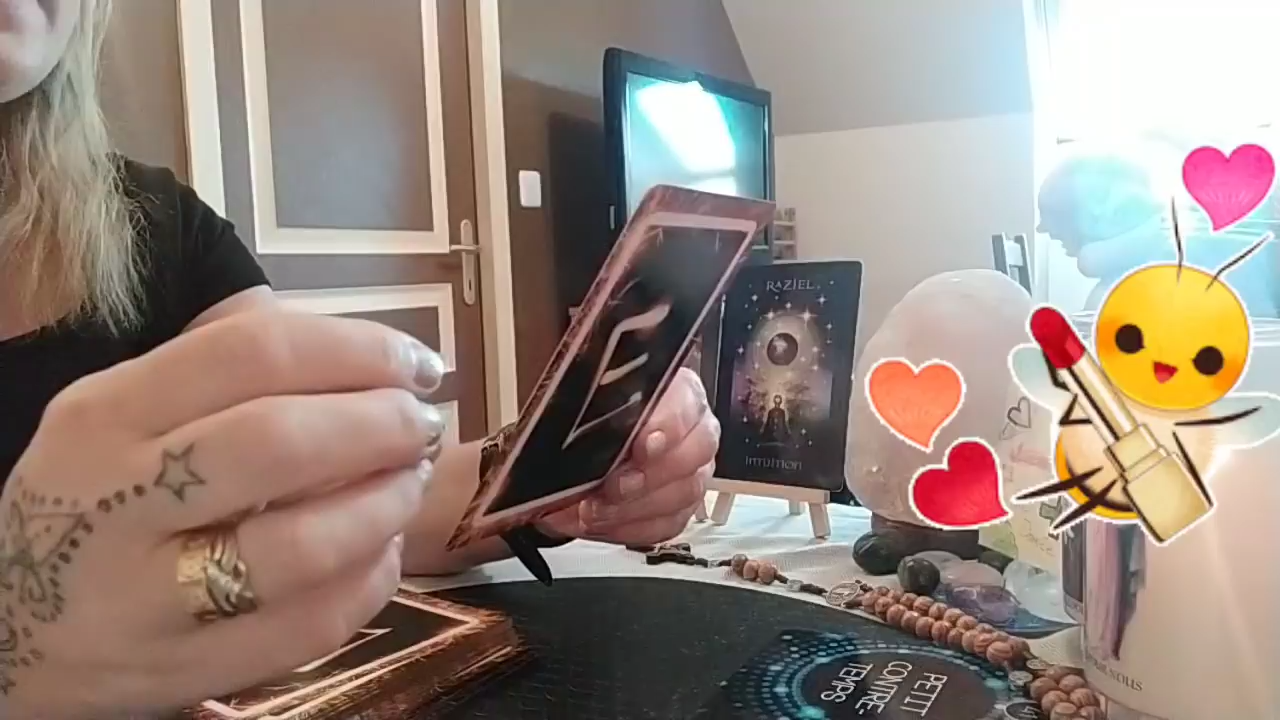 RAZIEL
INTUITION
PETIT
CONTRE-
TEMPS